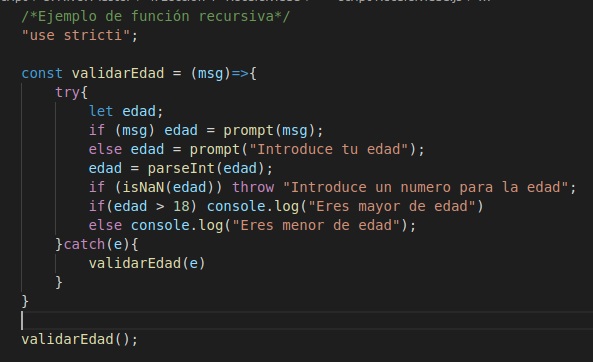 /*Ejemplo de función recursiva*/
"use stricti";
const validarEdad = (msg)=>{
    try{
        let edad;
        if (msg) edad = prompt(msg);
        else edad = prompt("Introduce tu edad");
        edad = parseInt(edad);
        if (isNaN(edad)) throw "Introduce un numero para la edad";
        if(edad > 18) console.log("Eres mayor de edad")
        else console.log("Eres menor de edad");
    }catch(e){
        validarEdad(e)
    }
}
validarEdad();